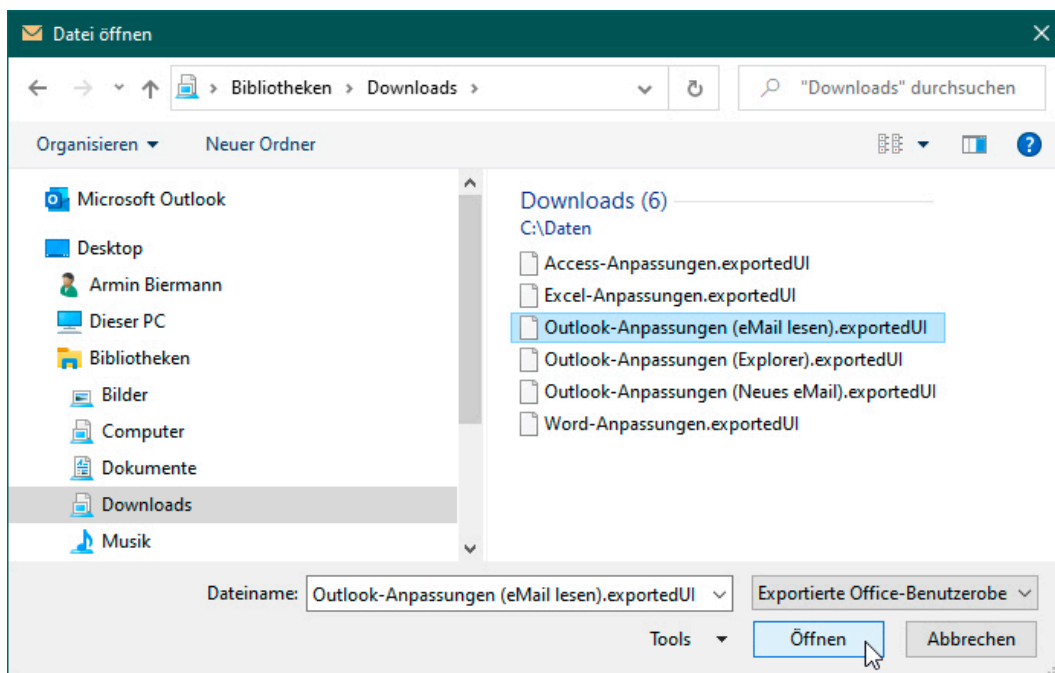 Datei öffnen
Bibliotheken > Downloads >
"Downloads" durchsuchen
Organisieren
Neuer Ordner
Microsoft Outlook
Desktop
Armin Biermann
Dieser PC
Bibliotheken
Bilder
Computer
Dokumente
Downloads
Musik
Downloads (6)
C:\Daten
Access-Anpassungen.exportedUI
Excel-Anpassungen.exportedUI
Outlook-Anpassungen (eMail lesen).exportedUI
Outlook-Anpassungen (Explorer).exportedUI
Outlook-Anpassungen (Neues eMail).exportedUI
Word-Anpassungen.exportedUI
Dateiname: Outlook-Anpassungen (eMail lesen).exportedUI
Exportierte Office-Benutzerobe
Tools
Öffnen
Abbrechen